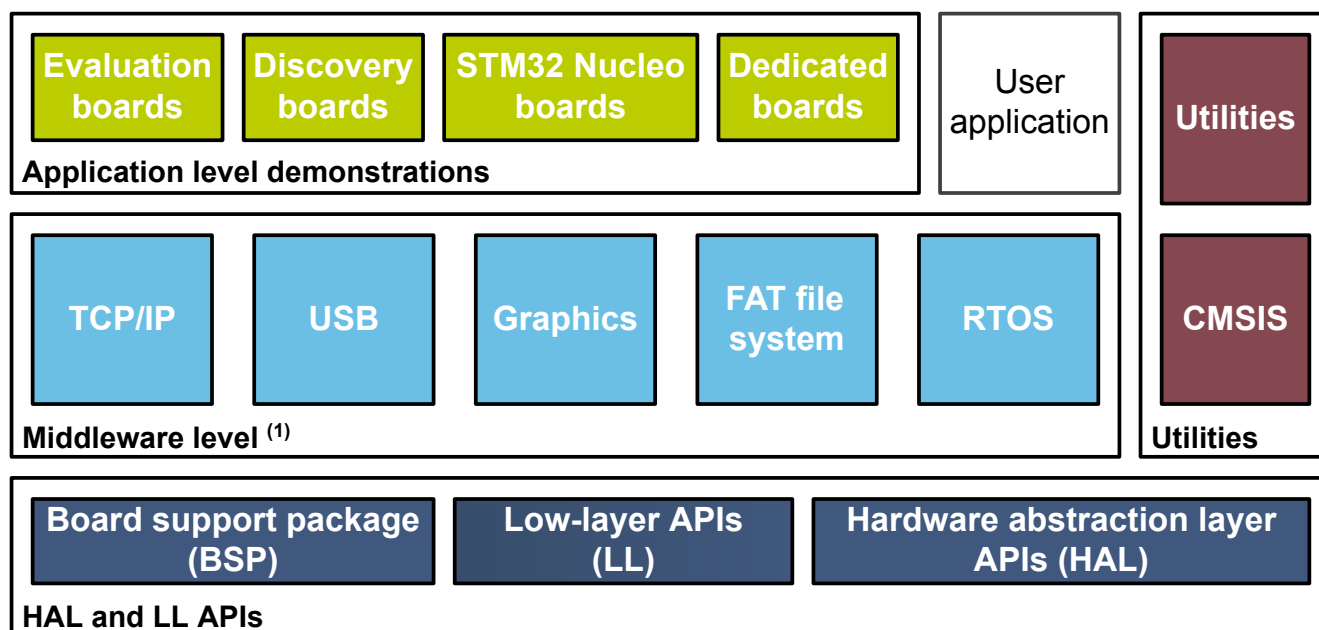 Evaluation
boards
Discovery
boards
STM32 Nucleo
boards
Dedicated
boards
Application level demonstrations
User
application
Utilities
TCP/IP
USB
Graphics
FAT file
system
RTOS
CMSIS
Middleware level (1)
Utilities
Board support package
(BSP)
Low-layer APIs
(LL)
Hardware abstraction layer
APIs (HAL)
HAL and LL APIs